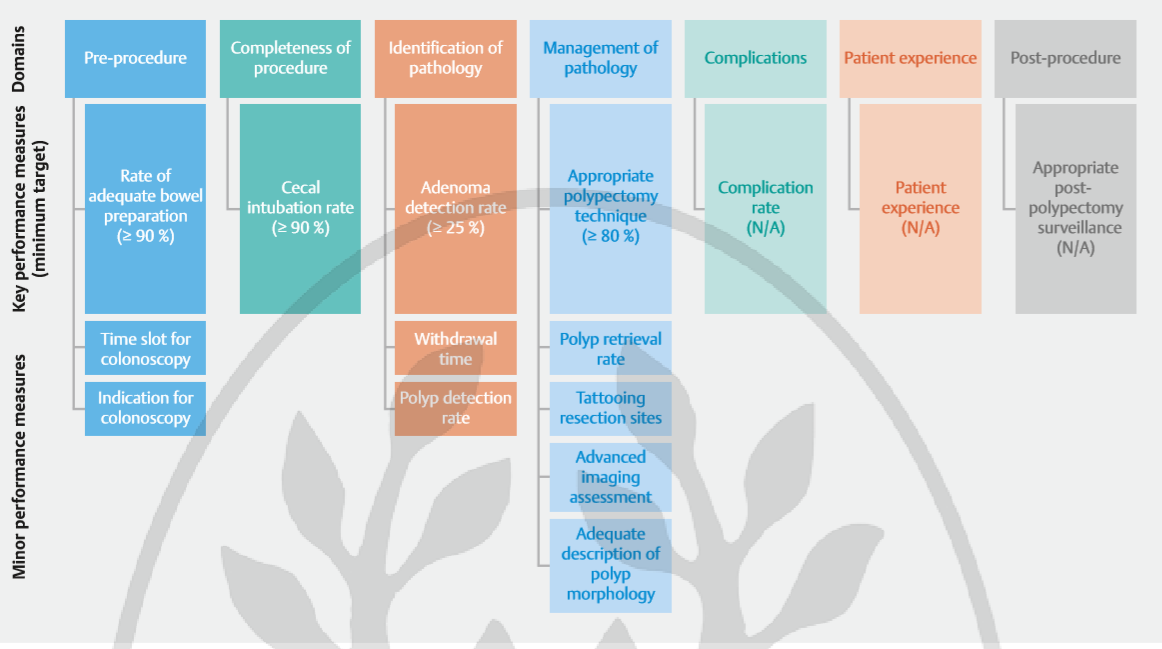 Domains
Pre-procedure
Completeness of
procedure
Identification of
pathology
Management of
pathology
Complications
Patient experience
Post-procedure
Key performance measures
(minimum target)
Rate of
adequate bowel
preparation
(≥ 90 %)
Cecal
intubation rate
(≥ 90 %)
Adenoma
detection rate
(≥ 25 %)
Appropriate
polypectomy
technique
(≥ 80 %)
Complication
rate
(N/A)
Patient
experience
(N/A)
Appropriate
post-
polypectomy
surveillance
(N/A)
Minor performance measures
Time slot for
colonoscopy
Indication for
colonoscopy
Withdrawal
time
Polyp detection
rate
Polyp retrieval
rate
Tattooing
resection sites
Advanced
imaging
assessment
Adequate
description of
polyp
morphology